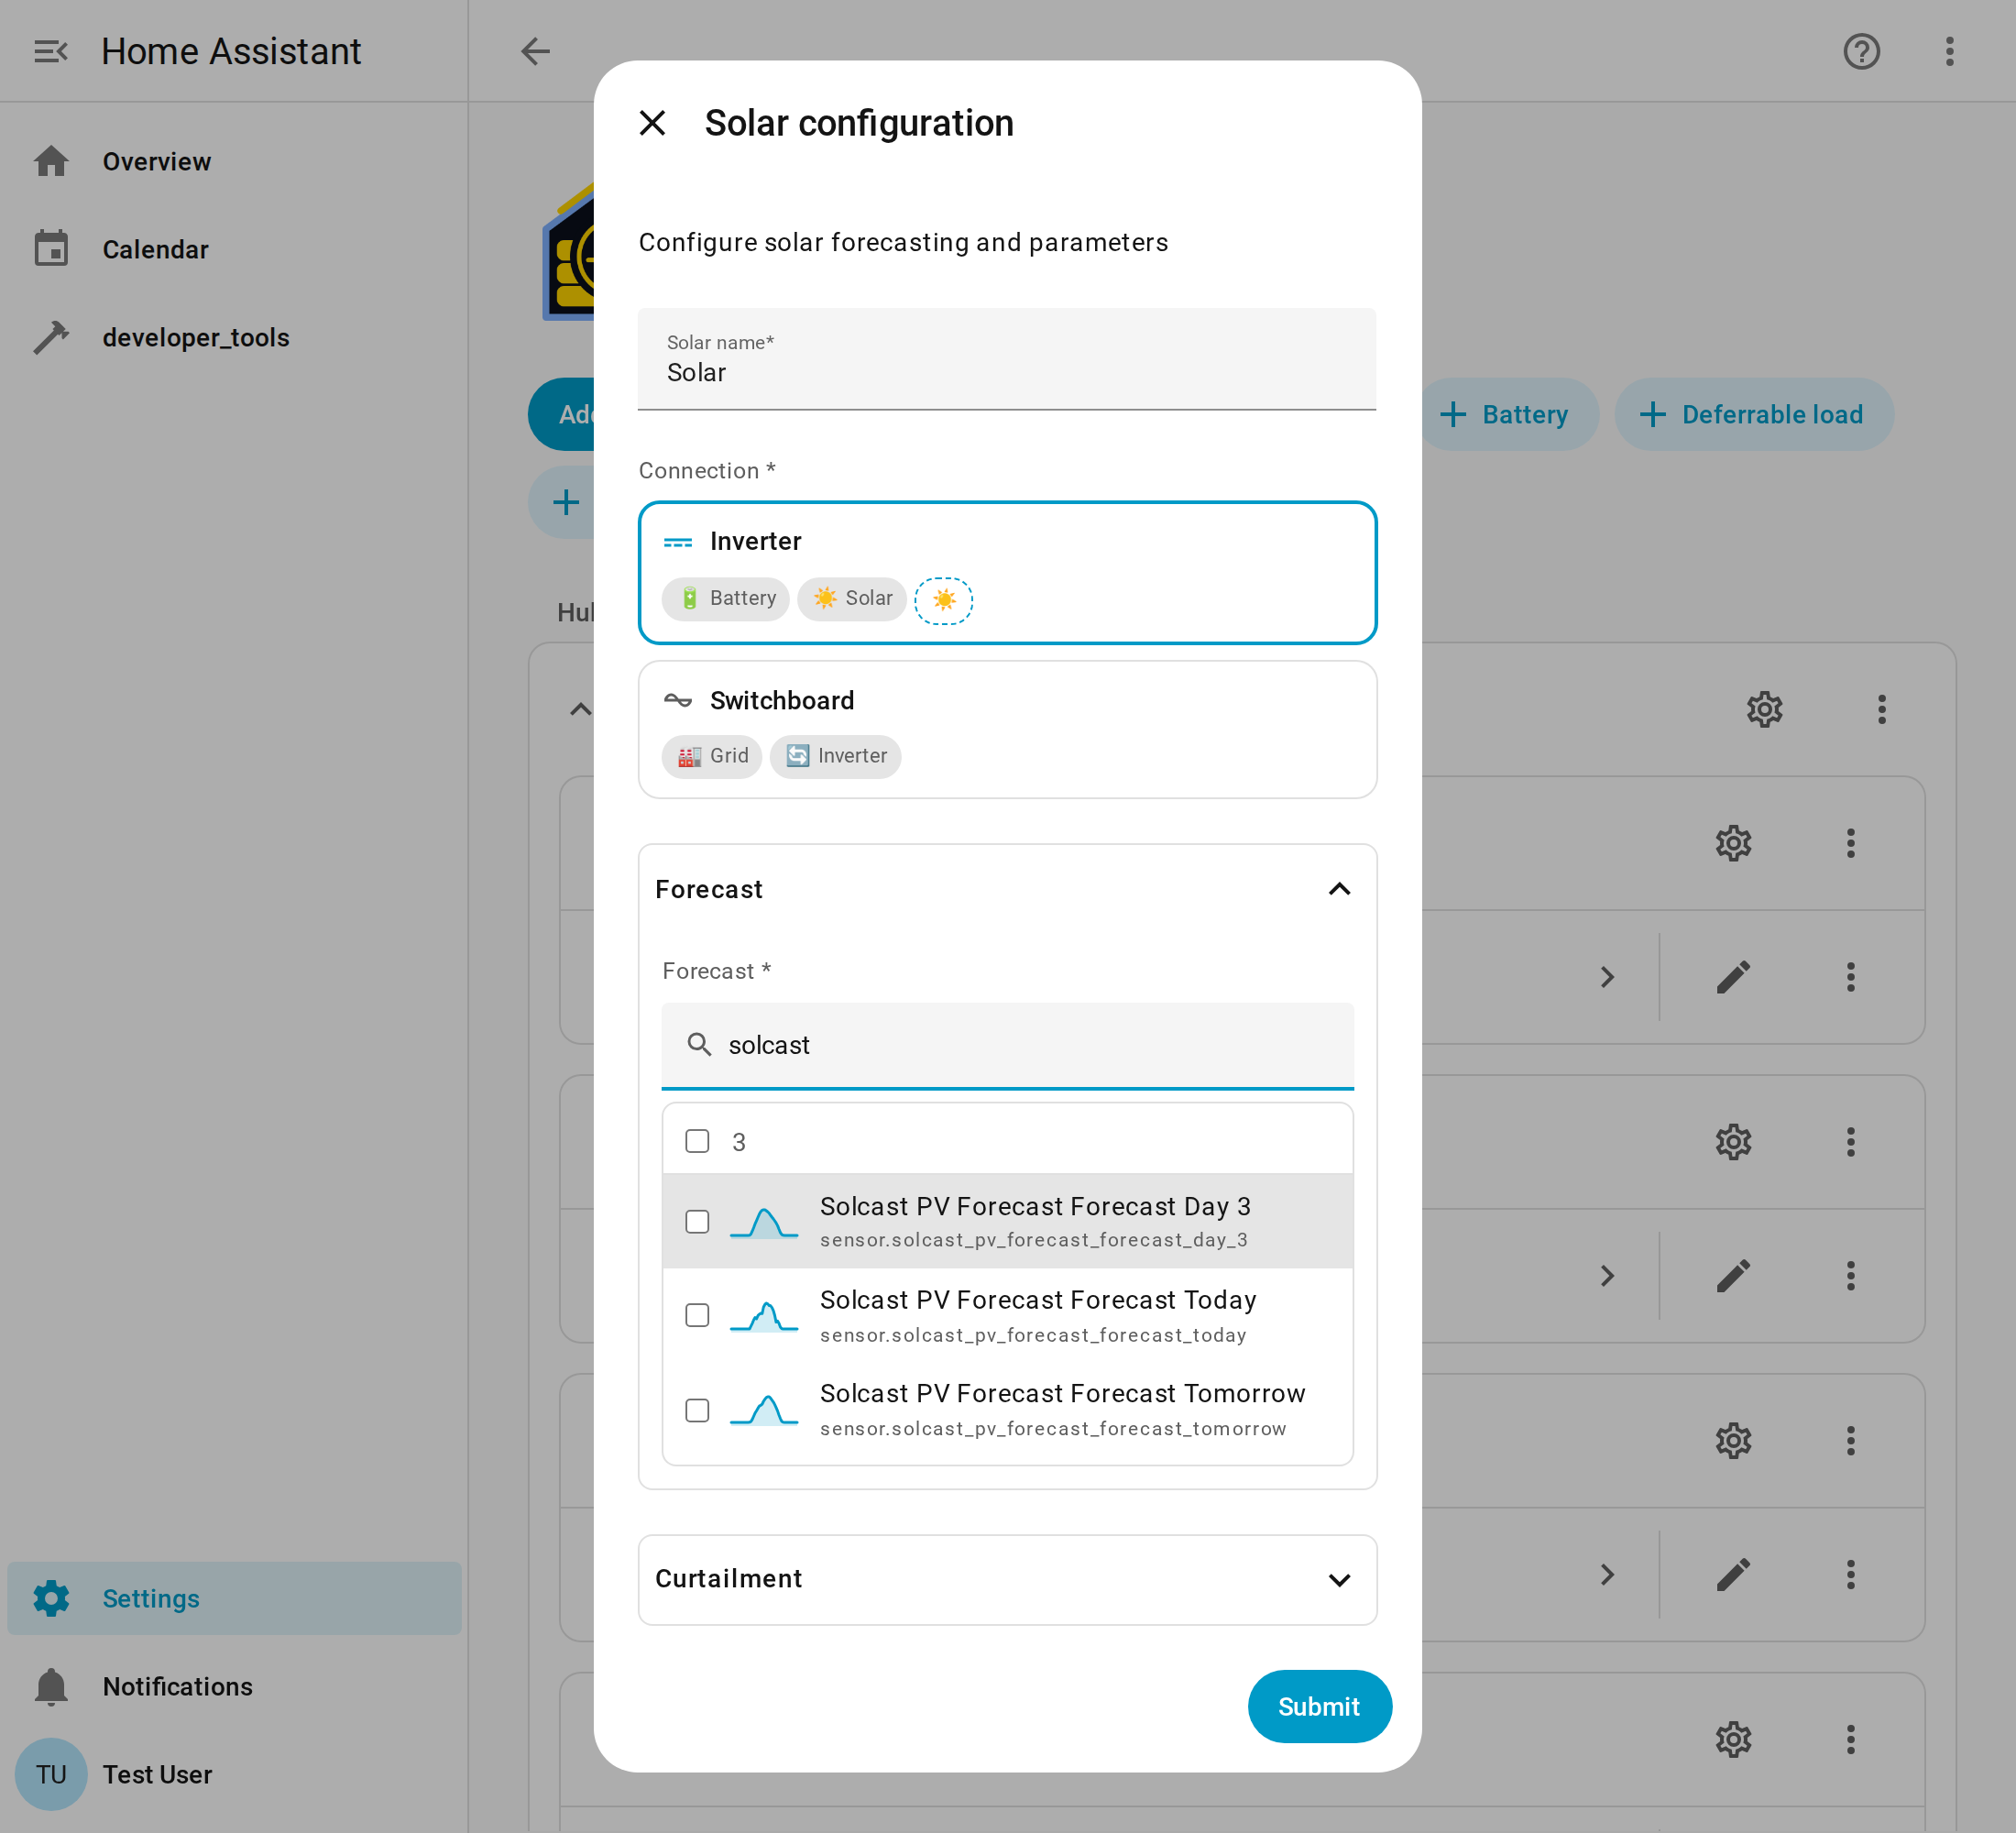 Home Assistant
Overview
Calendar
developer_tools
Settings
Notifications
TU Test User
Solar configuration
Configure solar forecasting and parameters
Solar name*
Solar
Connection *
Inverter
Battery Solar
Switchboard
Grid Inverter
Forecast
Forecast *
solcast
3
Solcast PV Forecast Forecast Day 3
sensor.solcast_pv_forecast_forecast_day_3
Solcast PV Forecast Forecast Today
sensor.solcast_pv_forecast_forecast_today
Solcast PV Forecast Forecast Tomorrow
sensor.solcast_pv_forecast_forecast_tomorrow
Curtailment
Submit
Battery
Deferrable load